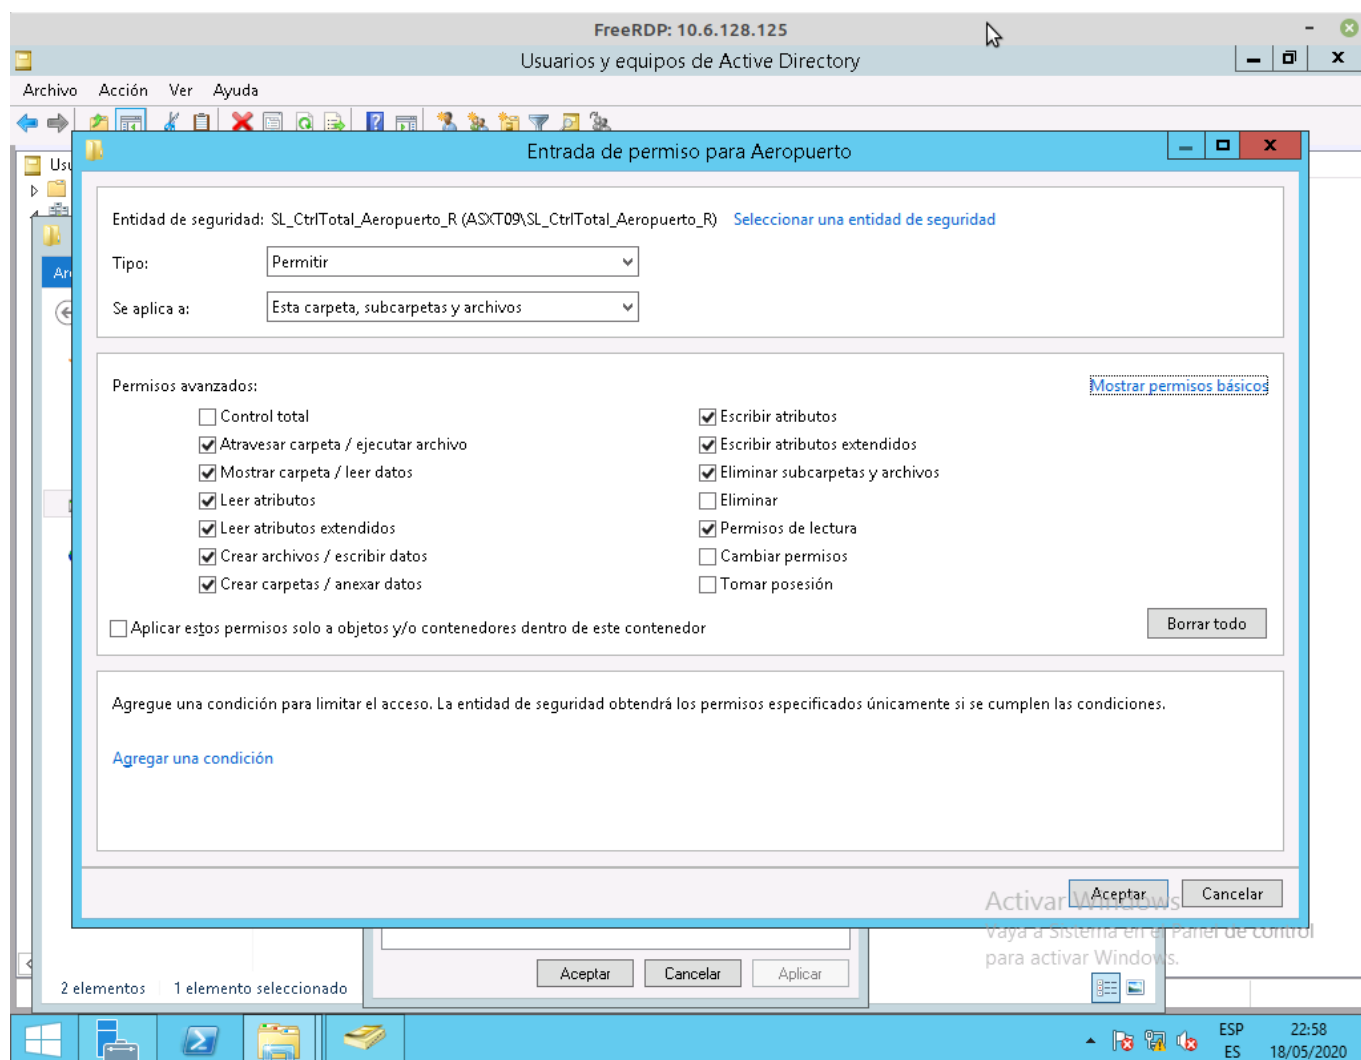 FreeRDP: 10.6.128.125
Usuarios y equipos de Active Directory
Archivo Acción Ver Ayuda
Entrada de permiso para Aeropuerto
Entidad de seguridad: SL_CtrlTotal_Aeropuerto_R (ASXT09\SL_CtrlTotal_Aeropuerto_R) Seleccionar una entidad de seguridad
Tipo: Permitir
Se aplica a: Esta carpeta, subcarpetas y archivos
Permisos avanzados: Mostrar permisos básicos
Control total Escribir atributos
Atravesar carpeta / ejecutar archivo Escribir atributos extendidos
Mostrar carpeta / leer datos Eliminar subcarpetas y archivos
Leer atributos Eliminar
Leer atributos extendidos Permisos de lectura
Crear archivos / escribir datos Cambiar permisos
Crear carpetas / anexar datos Tomar posesión
Aplicar estos permisos solo a objetos y/o contenedores dentro de este contenedor Borrar todo
Agregue una condición para limitar el acceso. La entidad de seguridad obtendrá los permisos especificados únicamente si se cumplen las condiciones.
Agregar una condición
Aceptar Cancelar
Activar Windows
Vaya a Sistema en el Panel de control
para activar Windows.
Aceptar Cancelar Aplicar
2 elementos 1 elemento seleccionado
ESP 22:58
ES 18/05/2020